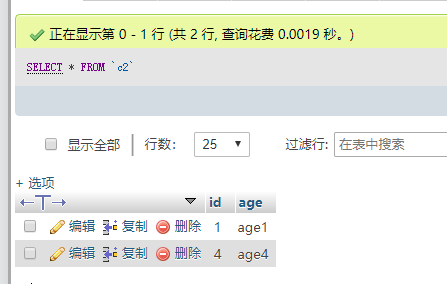 正在显示第 0 - 1 行 (共 2 行, 查询花费 0.0019 秒。)
SELECT * FROM `c2`
显示全部 行数: 25 过滤行: 在表中搜索
+ 选项
←T→ id age
编辑 复制 删除 1 age1
编辑 复制 删除 4 age4